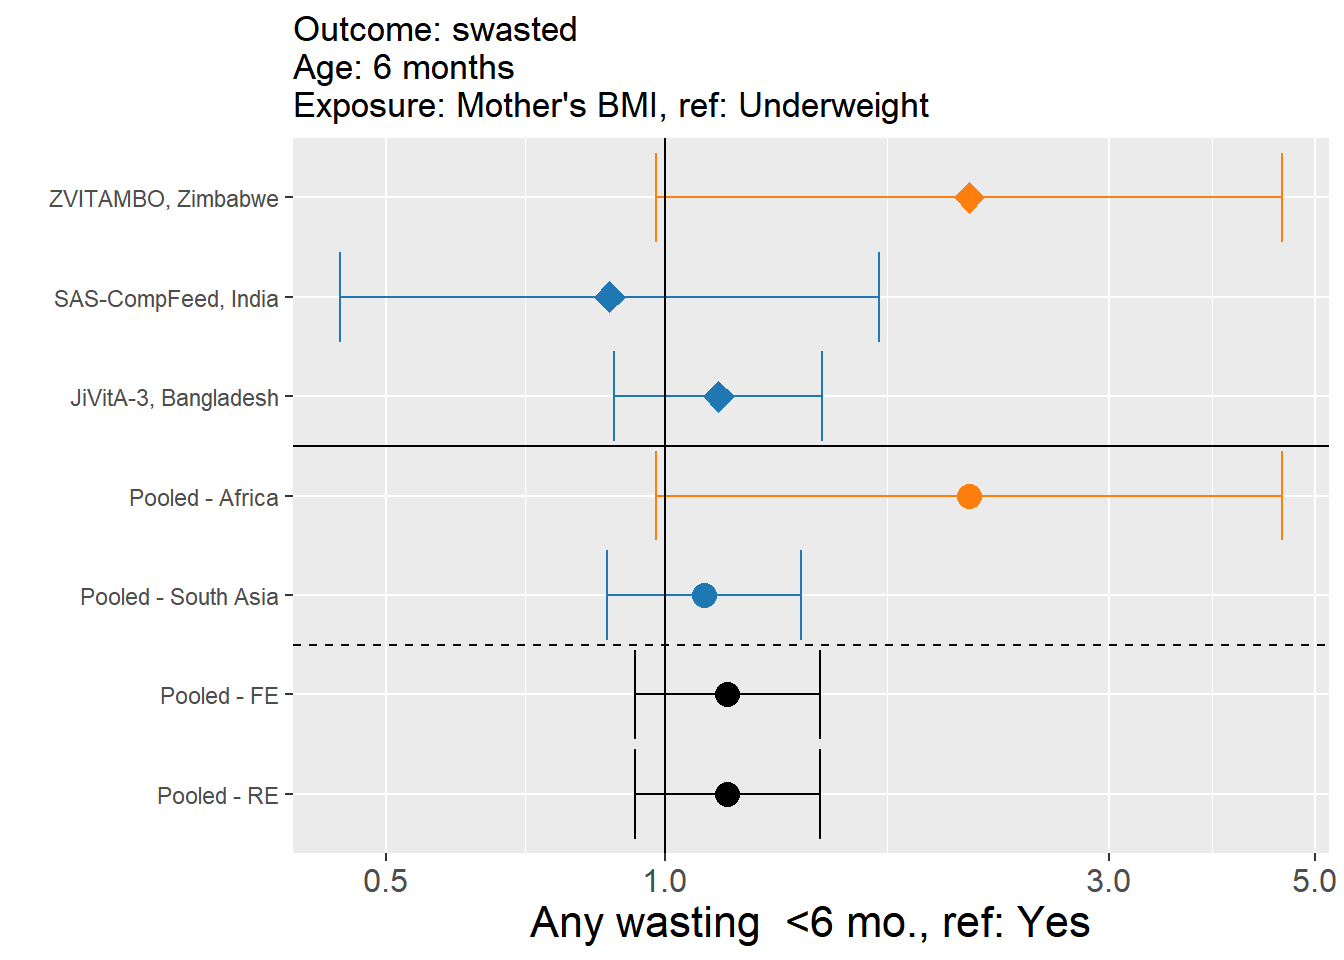 Outcome: swasted
Age: 6 months
Exposure: Mother's BMI, ref: Underweight
ZVITAMBO, Zimbabwe
SAS-CompFeed, India
JiVitA-3, Bangladesh
Pooled - Africa
Pooled - South Asia
Pooled - FE
Pooled - RE
0.5 1.0 3.0 5.0
Any wasting  <6 mo., ref: Yes